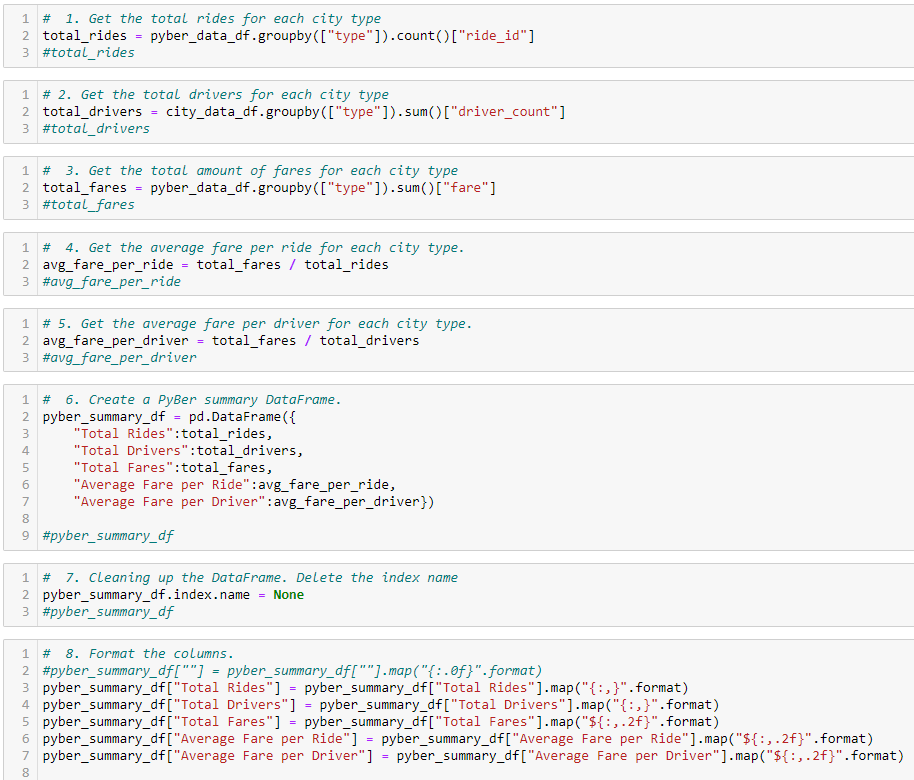 1 #  1. Get the total rides for each city type
2 total_rides = pyber_data_df.groupby(["type"]).count()["ride_id"]
3 #total_rides
1 # 2. Get the total drivers for each city type
2 total_drivers = city_data_df.groupby(["type"]).sum()["driver_count"]
3 #total_drivers
1 #  3. Get the total amount of fares for each city type
2 total_fares = pyber_data_df.groupby(["type"]).sum()["fare"]
3 #total_fares
1 #  4. Get the average fare per ride for each city type.
2 avg_fare_per_ride = total_fares / total_rides
3 #avg_fare_per_ride
1 # 5. Get the average fare per driver for each city type.
2 avg_fare_per_driver = total_fares / total_drivers
3 #avg_fare_per_driver
1 #  6. Create a PyBer summary DataFrame.
2 pyber_summary_df = pd.DataFrame({
3     "Total Rides":total_rides,
4     "Total Drivers":total_drivers,
5     "Total Fares":total_fares,
6     "Average Fare per Ride":avg_fare_per_ride,
7     "Average Fare per Driver":avg_fare_per_driver})
8
9 #pyber_summary_df
1 #  7. Cleaning up the DataFrame. Delete the index name
2 pyber_summary_df.index.name = None
3 #pyber_summary_df
1 #  8. Format the columns.
2 #pyber_summary_df[""] = pyber_summary_df[""].map("{:.0f}".format)
3 pyber_summary_df["Total Rides"] = pyber_summary_df["Total Rides"].map("{:,}".format)
4 pyber_summary_df["Total Drivers"] = pyber_summary_df["Total Drivers"].map("{:,}".format)
5 pyber_summary_df["Total Fares"] = pyber_summary_df["Total Fares"].map("${:,.2f}".format)
6 pyber_summary_df["Average Fare per Ride"] = pyber_summary_df["Average Fare per Ride"].map("${:,.2f}".format)
7 pyber_summary_df["Average Fare per Driver"] = pyber_summary_df["Average Fare per Driver"].map("${:,.2f}".format)
8